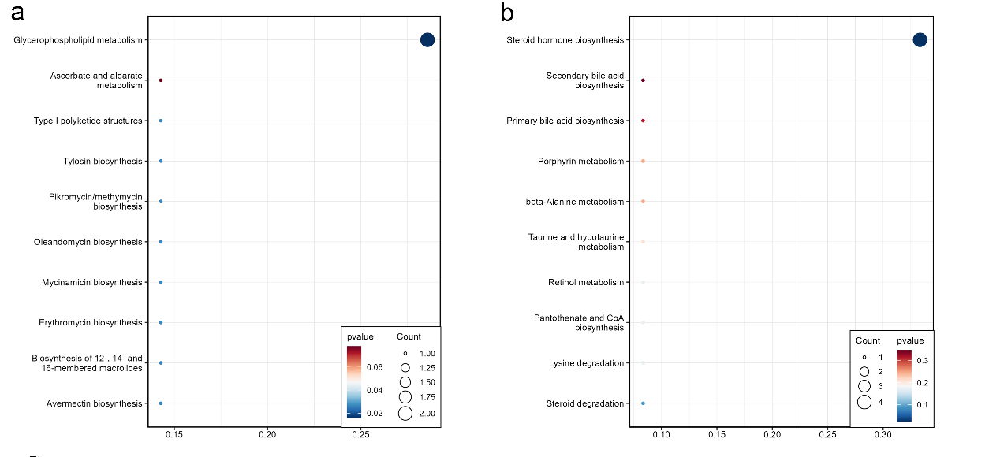 a
Glycerophospholipid metabolism
Ascorbate and aldarate
metabolism
Type I polyketide structures
Tylosin biosynthesis
Pikromycin/methymycin
biosynthesis
Oleandomycin biosynthesis
Mycinamicin biosynthesis
Erythromycin biosynthesis
Biosynthesis of 12-, 14- and
16-membered macrolides
Avermectin biosynthesis
pvalue
0.06
0.04
0.02
Count
1.00
1.25
1.50
1.75
2.00
0.15 0.20 0.25
b
Steroid hormone biosynthesis
Secondary bile acid
biosynthesis
Primary bile acid biosynthesis
Porphyrin metabolism
beta-Alanine metabolism
Taurine and hypotaurine
metabolism
Retinol metabolism
Pantothenate and CoA
biosynthesis
Lysine degradation
Steroid degradation
Count
1
2
3
4
pvalue
0.3
0.2
0.1
0.10 0.15 0.20 0.25 0.30